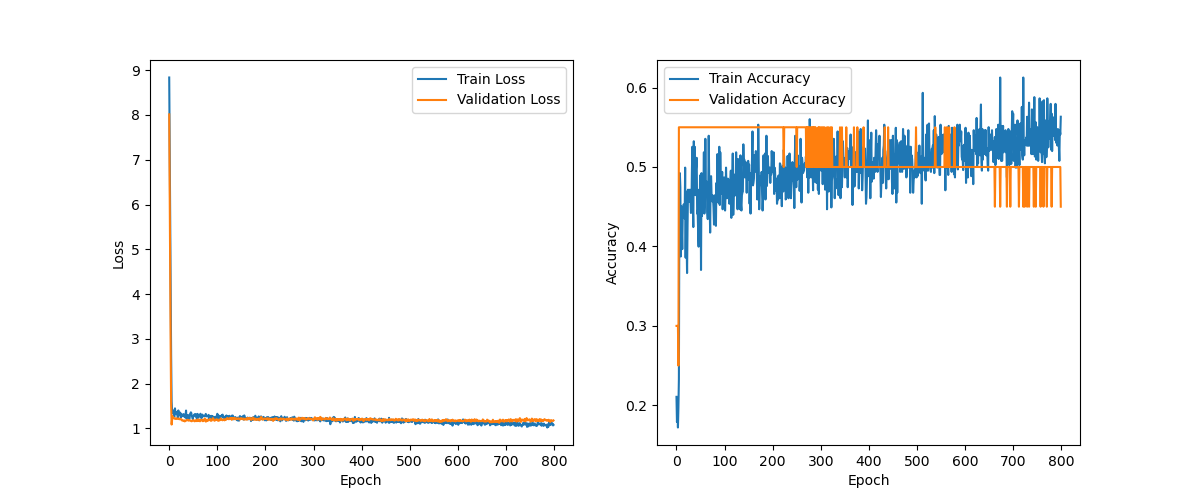 Train Loss
Validation Loss
9
8
7
6
5
4
3
2
1
Loss
0 100 200 300 400 500 600 700 800
Epoch
Train Accuracy
Validation Accuracy
0.6
0.5
0.4
0.3
0.2
Accuracy
0 100 200 300 400 500 600 700 800
Epoch